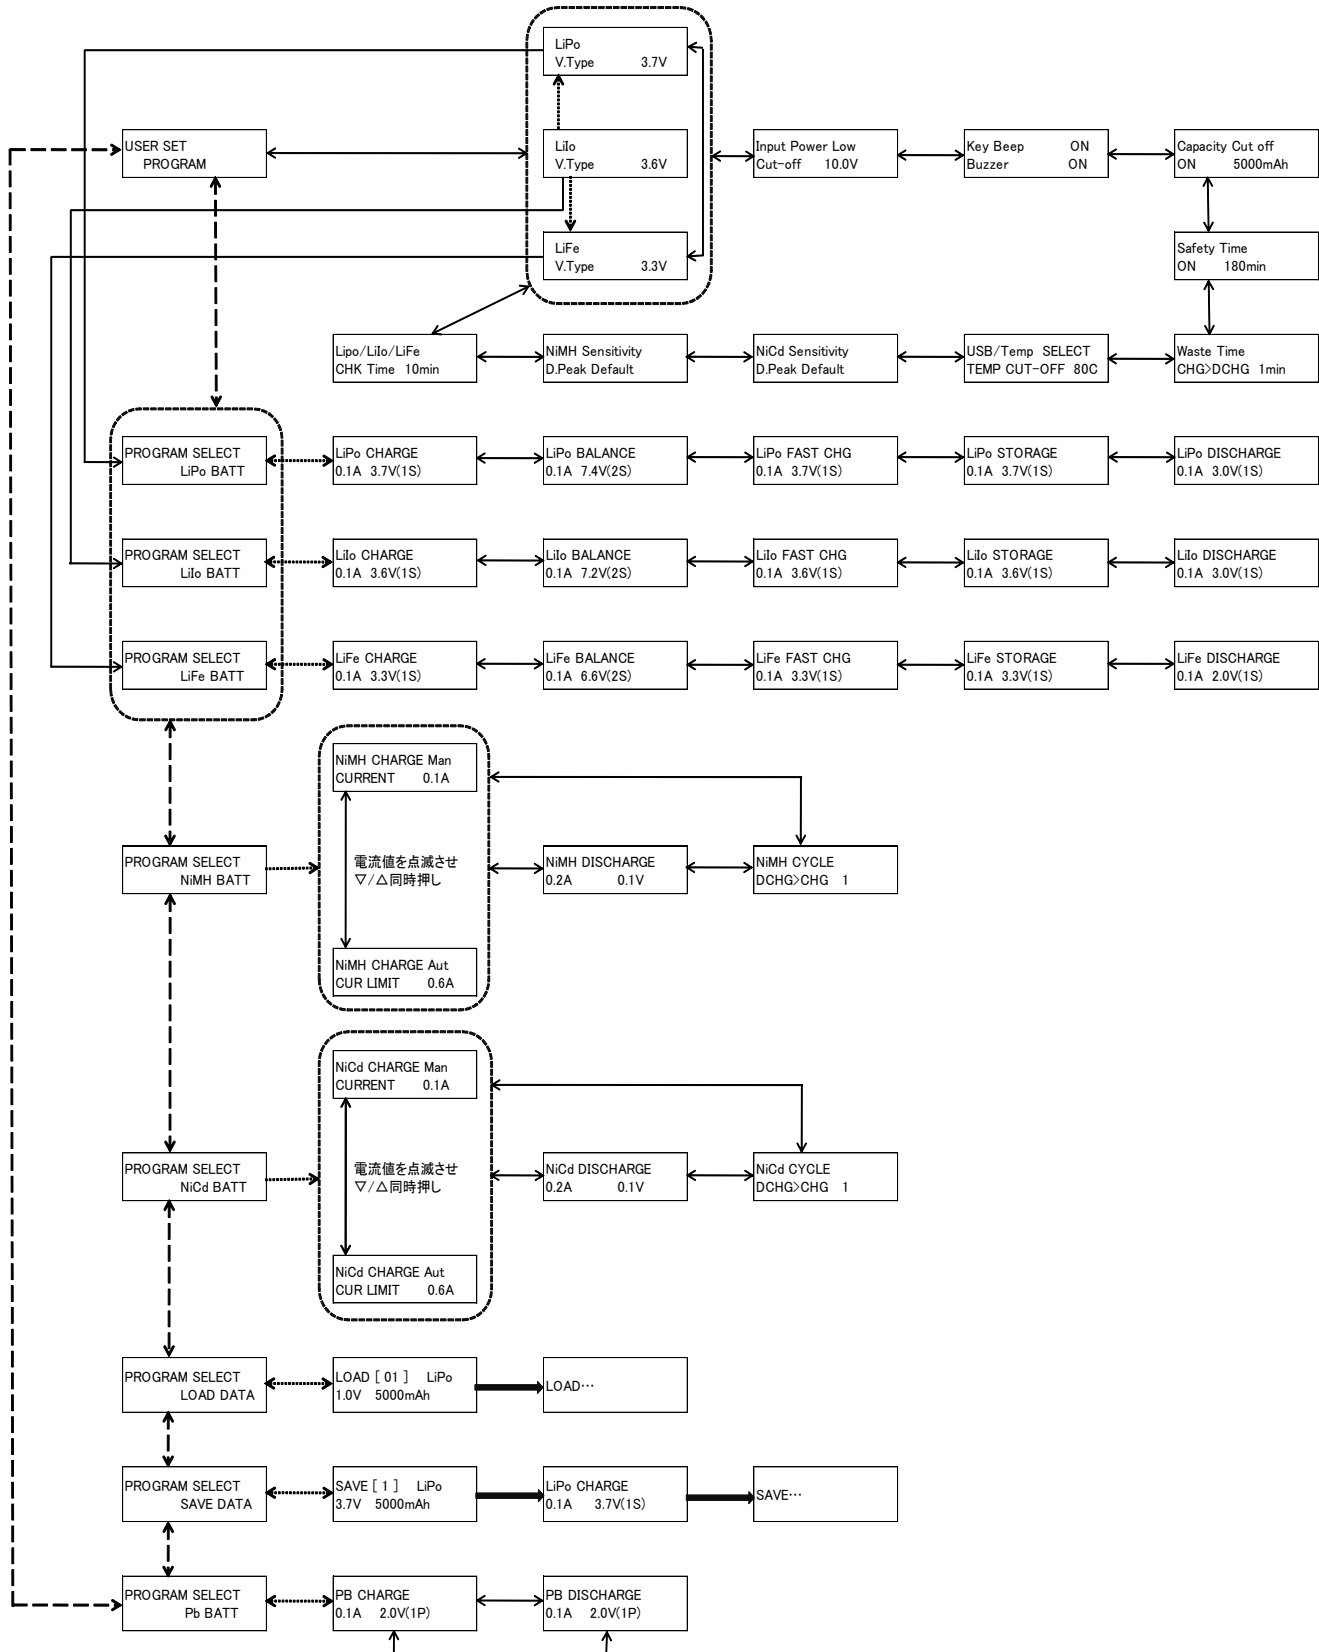 LiPo
V.Type 3.7V
USER SET
PROGRAM
LiIo
V.Type 3.6V
Input Power Low
Cut-off 10.0V
Key Beep ON
Buzzer ON
Capacity Cut off
ON 5000mAh
LiFe
V.Type 3.3V
Safety Time
ON 180min
Lipo/LiIo/LiFe
CHK Time 10min
NiMH Sensitivity
D.Peak Default
NiCd Sensitivity
D.Peak Default
USB/Temp SELECT
TEMP CUT-OFF 80C
Waste Time
CHG>DCHG 1min
PROGRAM SELECT
LiPo BATT
LiPo CHARGE
0.1A 3.7V(1S)
LiPo BALANCE
0.1A 7.4V(2S)
LiPo FAST CHG
0.1A 3.7V(1S)
LiPo STORAGE
0.1A 3.7V(1S)
LiPo DISCHARGE
0.1A 3.0V(1S)
PROGRAM SELECT
LiIo BATT
LiIo CHARGE
0.1A 3.6V(1S)
LiIo BALANCE
0.1A 7.2V(2S)
LiIo FAST CHG
0.1A 3.6V(1S)
LiIo STORAGE
0.1A 3.6V(1S)
LiIo DISCHARGE
0.1A 3.0V(1S)
PROGRAM SELECT
LiFe BATT
LiFe CHARGE
0.1A 3.3V(1S)
LiFe BALANCE
0.1A 6.6V(2S)
LiFe FAST CHG
0.1A 3.3V(1S)
LiFe STORAGE
0.1A 3.3V(1S)
LiFe DISCHARGE
0.1A 2.0V(1S)
NiMH CHARGE Man
CURRENT 0.1A
PROGRAM SELECT
NiMH BATT
電流値を点滅させ
▽/△同時押し
NiMH DISCHARGE
0.2A 0.1V
NiMH CYCLE
DCHG>CHG 1
NiMH CHARGE Aut
CUR LIMIT 0.6A
NiCd CHARGE Man
CURRENT 0.1A
PROGRAM SELECT
NiCd BATT
電流値を点滅させ
▽/△同時押し
NiCd DISCHARGE
0.2A 0.1V
NiCd CYCLE
DCHG>CHG 1
NiCd CHARGE Aut
CUR LIMIT 0.6A
PROGRAM SELECT
LOAD DATA
LOAD [ 01 ] LiPo
1.0V 5000mAh
LOAD…
PROGRAM SELECT
SAVE DATA
SAVE [ 1 ] LiPo
3.7V 5000mAh
LiPo CHARGE
0.1A 3.7V(1S)
SAVE…
PROGRAM SELECT
Pb BATT
PB CHARGE
0.1A 2.0V(1P)
PB DISCHARGE
0.1A 2.0V(1P)